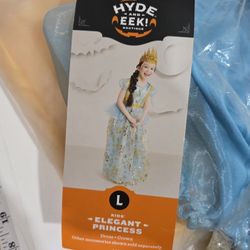 HYDE
AND
EEK!
BOUTIQUE
L
KIDS
ELEGANT
PRINCESS
Dress • Crown
Other accessories shown sold separately